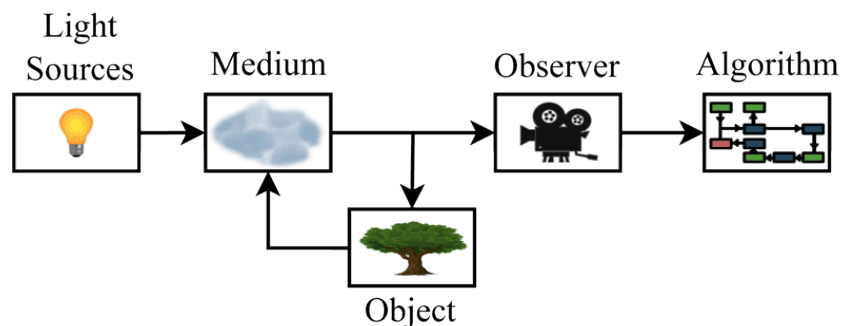 Light
Sources
Medium
Observer
Algorithm
Object